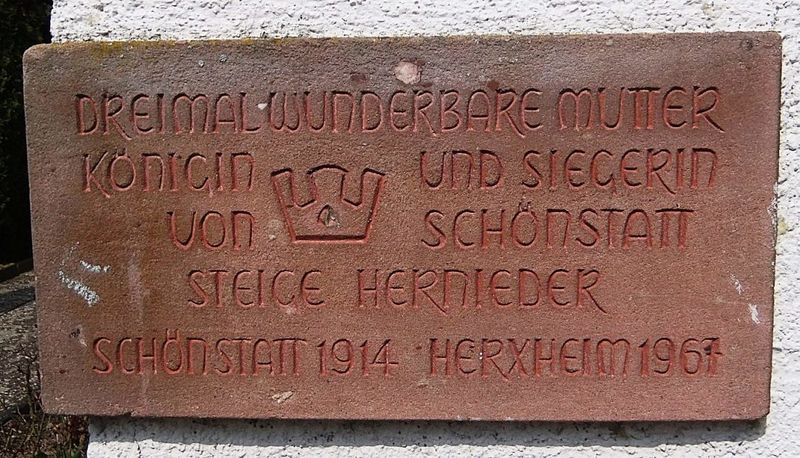 DREIMAL WUNDERBARE MUTTER
KÖNIGIN UND SIEGERIN
VON SCHÖNSTATT
STEIGE HERNIEDER
SCHÖNSTATT 1914 HERXHEIM 1967